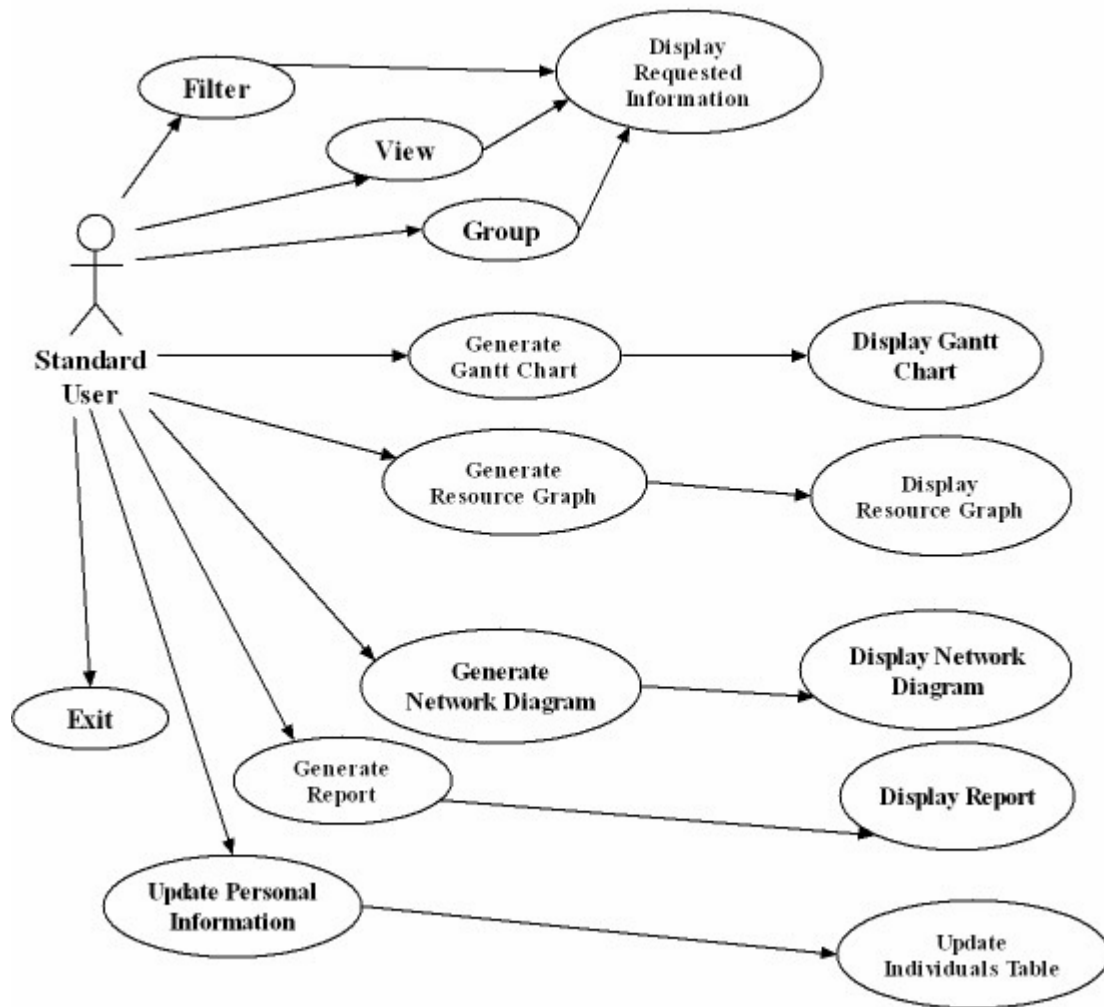 Display
Requested
Information
Filter
View
Group
Standard
User
Generate
Gantt Chart
Display Gantt
Chart
Generate
Resource Graph
Display
Resource Graph
Generate
Network Diagram
Display Network
Diagram
Exit
Generate
Report
Display Report
Update Personal
Information
Update
Individuals Table